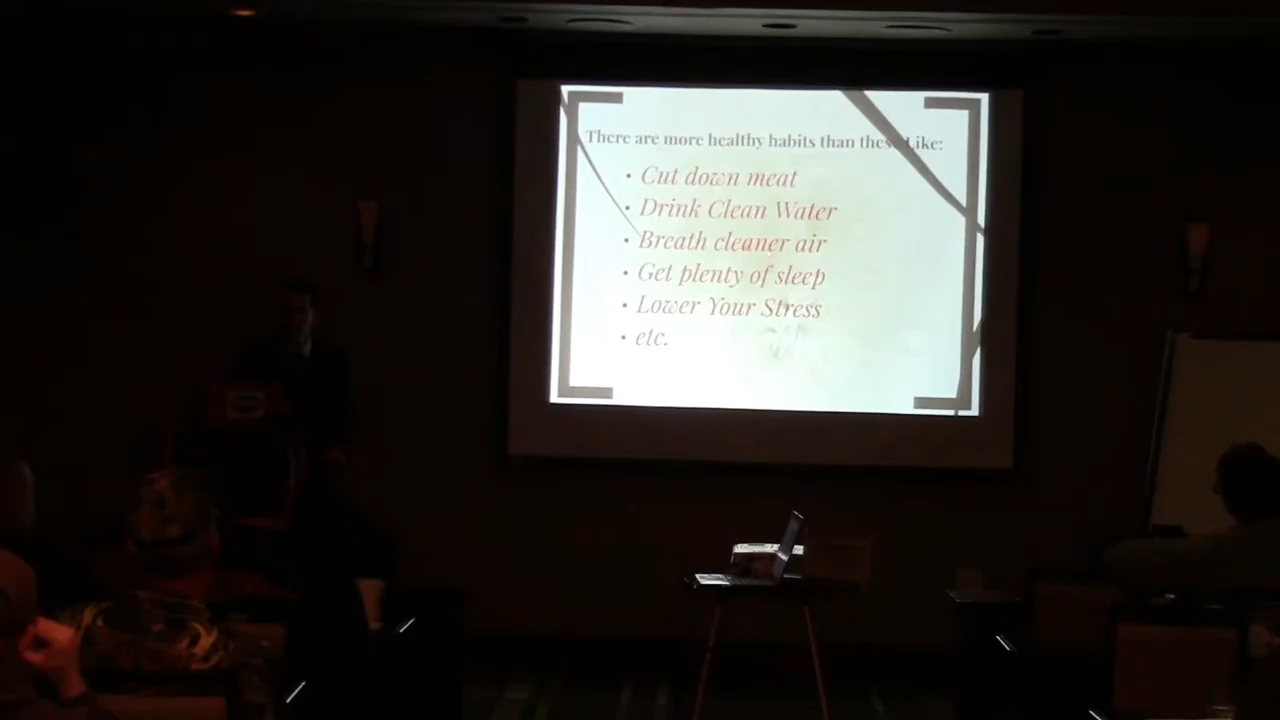 There are more healthy habits than these Like:
• Cut down meat
• Drink Clean Water
• Breath cleaner air
• Get plenty of sleep
• Lower Your Stress
• etc.